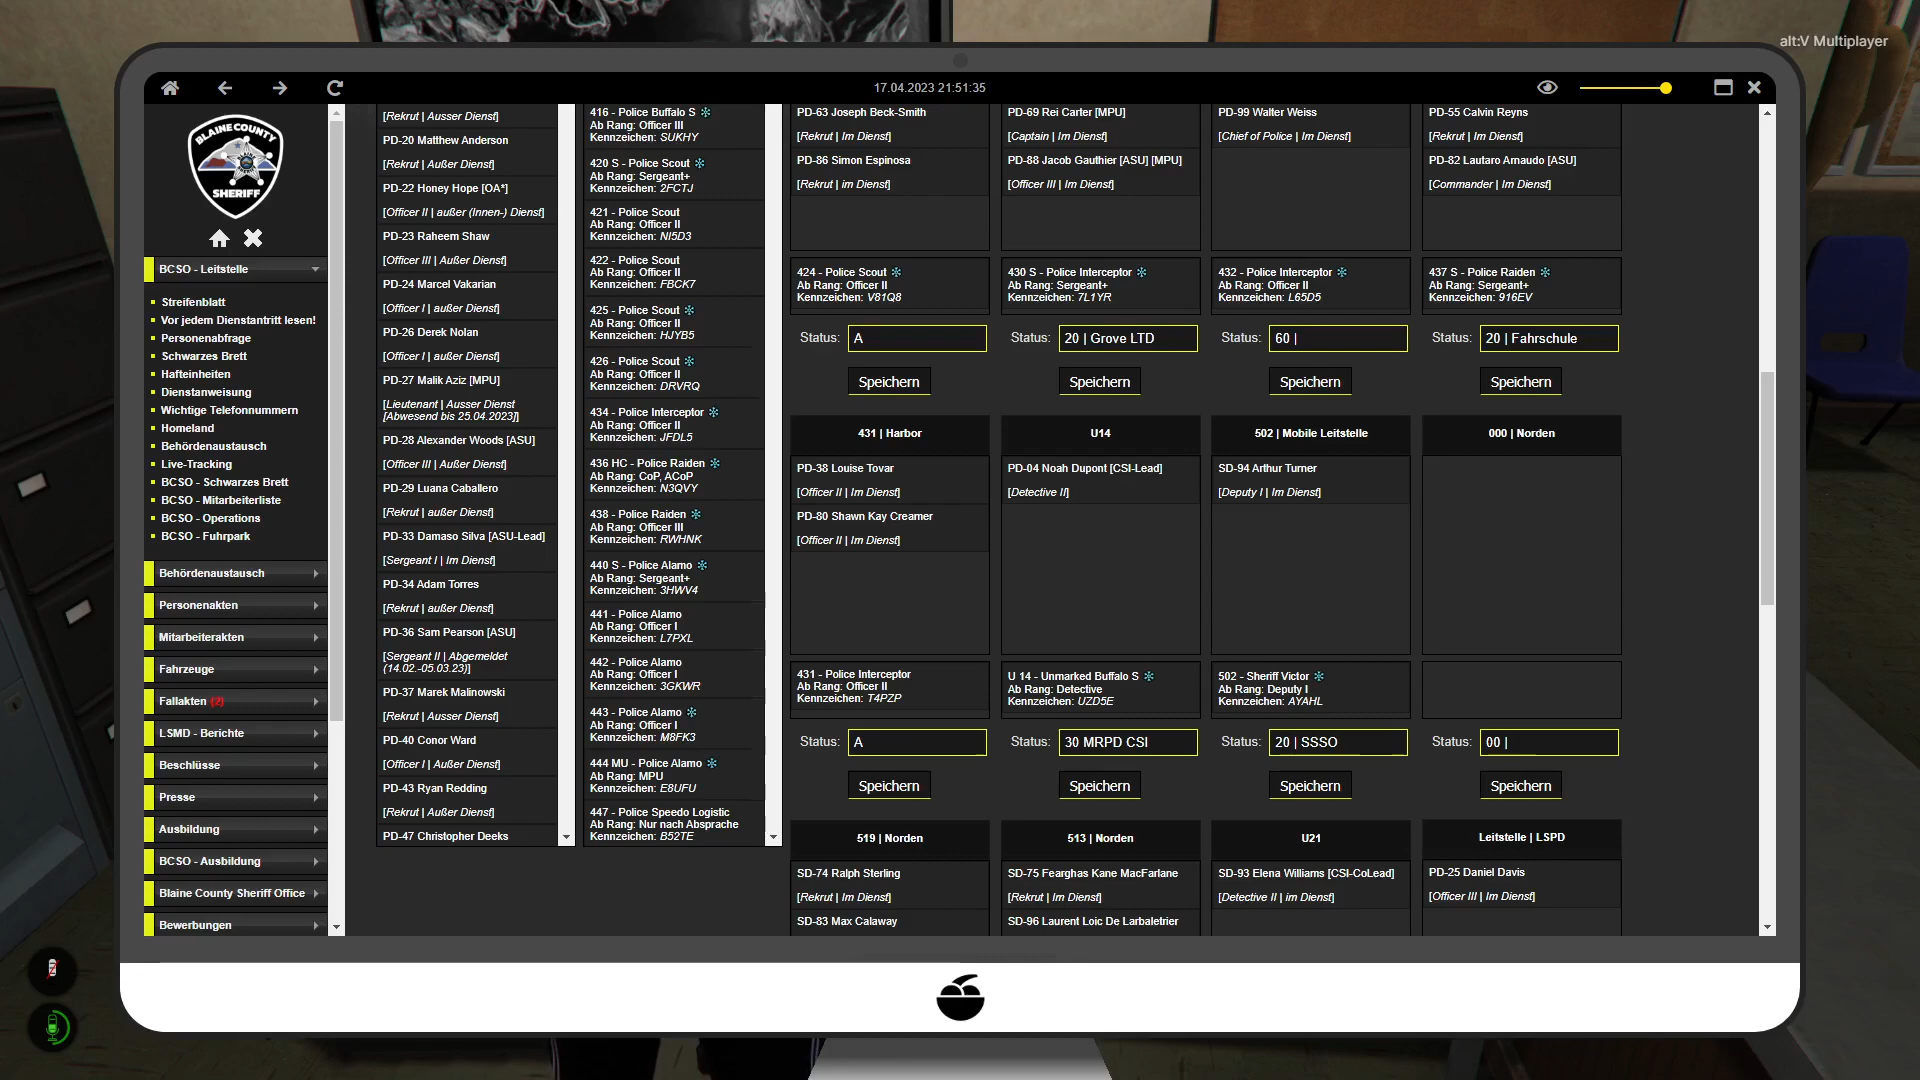 alt:V Multiplayer
17.04.2023 21:51:35
BLAINE COUNTY
SHERIFF
BCSO - Leitstelle
Streifenblatt
Vor jedem Dienstantritt lesen!
Personenabfrage
Schwarzes Brett
Hafteinheiten
Dienstanweisung
Wichtige Telefonnummern
Homeland
Behördenaustausch
Live-Tracking
BCSO - Schwarzes Brett
BCSO - Mitarbeiterliste
BCSO - Operations
BCSO - Fuhrpark
Behördenaustausch
Personenakten
Mitarbeiterakten
Fahrzeuge
Fallakten (2)
LSMD - Berichte
Beschlüsse
Presse
Ausbildung
BCSO - Ausbildung
Blaine County Sheriff Office
Bewerbungen
[Rekrut | Ausser Dienst]
PD-20 Matthew Anderson
[Rekrut | Außer Dienst]
PD-22 Honey Hope [OA*]
[Officer II | außer (Innen-) Dienst]
PD-23 Raheem Shaw
[Officer III | Außer Dienst]
PD-24 Marcel Vakarian
[Officer I | außer Dienst]
PD-26 Derek Nolan
[Officer I | außer Dienst]
PD-27 Malik Aziz [MPU]
[Lieutenant | Ausser Dienst
[Abwesend bis 25.04.2023]]
PD-28 Alexander Woods [ASU]
[Officer III | Außer Dienst]
PD-29 Luana Caballero
[Rekrut | außer Dienst]
PD-33 Damaso Silva [ASU-Lead]
[Sergeant I | Im Dienst]
PD-34 Adam Torres
[Rekrut | außer Dienst]
PD-36 Sam Pearson [ASU]
[Sergeant II | Abgemeldet
(14.02.-05.03.23)]
PD-37 Marek Malinowski
[Rekrut | Ausser Dienst]
PD-40 Conor Ward
[Officer I | Außer Dienst]
PD-43 Ryan Redding
[Rekrut | Außer Dienst]
PD-47 Christopher Deeks
416 - Police Buffalo S
Ab Rang: Officer III
Kennzeichen: SUKHY
420 S - Police Scout
Ab Rang: Sergeant+
Kennzeichen: 2FCTJ
421 - Police Scout
Ab Rang: Officer II
Kennzeichen: NI5D3
422 - Police Scout
Ab Rang: Officer II
Kennzeichen: FBCK7
425 - Police Scout
Ab Rang: Officer II
Kennzeichen: HJYB5
426 - Police Scout
Ab Rang: Officer II
Kennzeichen: DRVRQ
434 - Police Interceptor
Ab Rang: Officer II
Kennzeichen: JFDL5
436 HC - Police Raiden
Ab Rang: CoP, ACoP
Kennzeichen: N3QVY
438 - Police Raiden
Ab Rang: Officer III
Kennzeichen: RWHNK
440 S - Police Alamo
Ab Rang: Sergeant+
Kennzeichen: 3HWV4
441 - Police Alamo
Ab Rang: Officer I
Kennzeichen: L7PXL
442 - Police Alamo
Ab Rang: Officer I
Kennzeichen: 3GKWR
443 - Police Alamo
Ab Rang: Officer I
Kennzeichen: M8FK3
444 MU - Police Alamo
Ab Rang: MPU
Kennzeichen: E8UFU
447 - Police Speedo Logistic
Ab Rang: Nur nach Absprache
Kennzeichen: B52TE
PD-63 Joseph Beck-Smith
[Rekrut | Im Dienst]
PD-86 Simon Espinosa
[Rekrut | im Dienst]
424 - Police Scout
Ab Rang: Officer II
Kennzeichen: V81Q8
Status: A
Speichern
PD-69 Rei Carter [MPU]
[Captain | Im Dienst]
PD-88 Jacob Gauthier [ASU] [MPU]
[Officer III | Im Dienst]
430 S - Police Interceptor
Ab Rang: Sergeant+
Kennzeichen: 7L1YR
Status: 20 | Grove LTD
Speichern
PD-99 Walter Weiss
[Chief of Police | Im Dienst]
432 - Police Interceptor
Ab Rang: Officer II
Kennzeichen: L65D5
Status: 60 |
Speichern
PD-55 Calvin Reyns
[Rekrut | Im Dienst]
PD-82 Lautaro Amaudo [ASU]
[Commander | Im Dienst]
437 S - Police Raiden
Ab Rang: Sergeant+
Kennzeichen: 916EV
Status: 20 | Fahrschule
Speichern
431 | Harbor
PD-38 Louise Tovar
[Officer II | Im Dienst]
PD-80 Shawn Kay Creamer
[Officer II | Im Dienst]
431 - Police Interceptor
Ab Rang: Officer II
Kennzeichen: T4PZP
Status: A
Speichern
U14
PD-04 Noah Dupont [CSI-Lead]
[Detective II]
U 14 - Unmarked Buffalo S
Ab Rang: Detective
Kennzeichen: UZD5E
Status: 30 MRPD CSI
Speichern
502 | Mobile Leitstelle
SD-94 Arthur Turner
[Deputy I | Im Dienst]
502 - Sheriff Victor
Ab Rang: Deputy I
Kennzeichen: AYAHL
Status: 20 | SSSO
Speichern
000 | Norden
Status: 00 |
Speichern
519 | Norden
SD-74 Ralph Sterling
[Rekrut | Im Dienst]
SD-83 Max Calaway
513 | Norden
SD-75 Fearghas Kane MacFarlane
[Rekrut | Im Dienst]
SD-96 Laurent Loic De Larbaletrier
U21
SD-93 Elena Williams [CSI-CoLead]
[Detective II | im Dienst]
Leitstelle | LSPD
PD-25 Daniel Davis
[Officer III | Im Dienst]